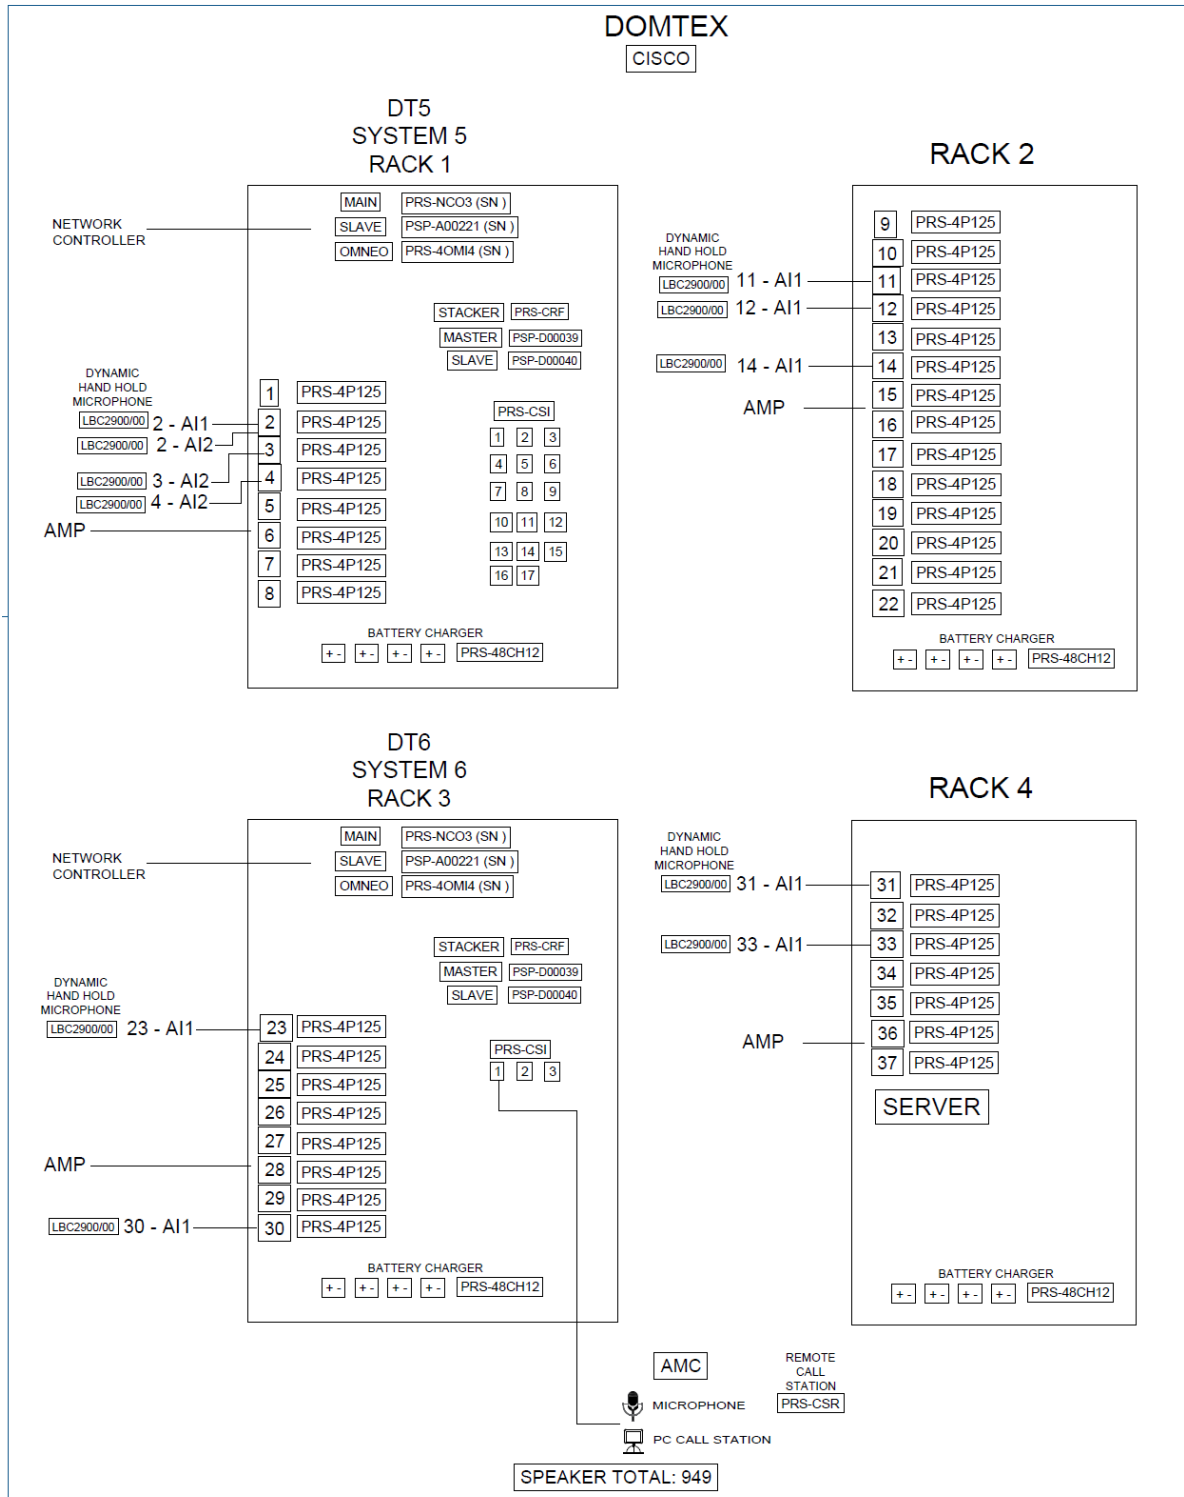 DOMTEX
CISCO
DT5
SYSTEM 5
RACK 1
NETWORK
CONTROLLER
MAIN PRS-NCO3 (SN )
SLAVE PSP-A00221 (SN )
OMNEO PRS-4OMI4 (SN )
STACKER PRS-CRF
MASTER PSP-D00039
SLAVE PSP-D00040
DYNAMIC
HAND HOLD
MICROPHONE
LBC2900/00 2 - AI1
LBC2900/00 2 - AI2
LBC2900/00 3 - AI2
LBC2900/00 4 - AI2
AMP
1 PRS-4P125
2 PRS-4P125
3 PRS-4P125
4 PRS-4P125
5 PRS-4P125
6 PRS-4P125
7 PRS-4P125
8 PRS-4P125
PRS-CSI
1 2 3
4 5 6
7 8 9
10 11 12
13 14 15
16 17
BATTERY CHARGER
+ - + - + - + - PRS-48CH12
RACK 2
DYNAMIC
HAND HOLD
MICROPHONE
LBC2900/00 11 - AI1
LBC2900/00 12 - AI1
LBC2900/00 14 - AI1
AMP
9 PRS-4P125
10 PRS-4P125
11 PRS-4P125
12 PRS-4P125
13 PRS-4P125
14 PRS-4P125
15 PRS-4P125
16 PRS-4P125
17 PRS-4P125
18 PRS-4P125
19 PRS-4P125
20 PRS-4P125
21 PRS-4P125
22 PRS-4P125
BATTERY CHARGER
+ - + - + - + - PRS-48CH12
DT6
SYSTEM 6
RACK 3
NETWORK
CONTROLLER
MAIN PRS-NCO3 (SN )
SLAVE PSP-A00221 (SN )
OMNEO PRS-4OMI4 (SN )
STACKER PRS-CRF
MASTER PSP-D00039
SLAVE PSP-D00040
DYNAMIC
HAND HOLD
MICROPHONE
LBC2900/00 23 - AI1
AMP
LBC2900/00 30 - AI1
23 PRS-4P125
24 PRS-4P125
25 PRS-4P125
26 PRS-4P125
27 PRS-4P125
28 PRS-4P125
29 PRS-4P125
30 PRS-4P125
PRS-CSI
1 2 3
BATTERY CHARGER
+ - + - + - + - PRS-48CH12
RACK 4
DYNAMIC
HAND HOLD
MICROPHONE
LBC2900/00 31 - AI1
LBC2900/00 33 - AI1
AMP
31 PRS-4P125
32 PRS-4P125
33 PRS-4P125
34 PRS-4P125
35 PRS-4P125
36 PRS-4P125
37 PRS-4P125
SERVER
BATTERY CHARGER
+ - + - + - + - PRS-48CH12
AMC
MICROPHONE
PC CALL STATION
REMOTE
CALL
STATION
PRS-CSR
SPEAKER TOTAL: 949